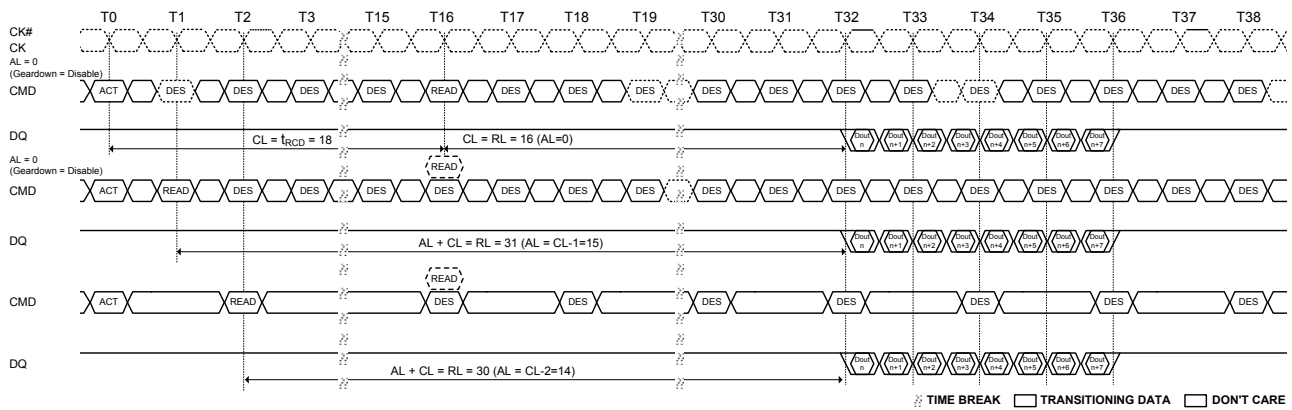 T0 T1 T2 T3 T15 T16 T17 T18 T19 T30 T31 T32 T33 T34 T35 T36 T37 T38
CK#
CK
AL = 0
(Geardown = Disable)
CMD ACT DES DES DES DES READ DES DES DES DES DES DES DES DES DES DES DES DES
DQ CL = tRCD = 18 CL = RL = 16 (AL=0) Dout n Dout n+1 Dout n+2 Dout n+3 Dout n+4 Dout n+5 Dout n+6 Dout n+7
AL = 0
(Geardown = Disable)
READ
CMD ACT READ DES DES DES DES DES DES DES DES DES DES DES DES DES DES DES DES
DQ AL + CL = RL = 31 (AL = CL-1=15) Dout n Dout n+1 Dout n+2 Dout n+3 Dout n+4 Dout n+5 Dout n+6 Dout n+7
READ
CMD ACT READ DES DES DES DES DES DES DES
DQ AL + CL = RL = 30 (AL = CL-2=14) Dout n Dout n+1 Dout n+2 Dout n+3 Dout n+4 Dout n+5 Dout n+6 Dout n+7
TIME BREAK TRANSITIONING DATA DON'T CARE